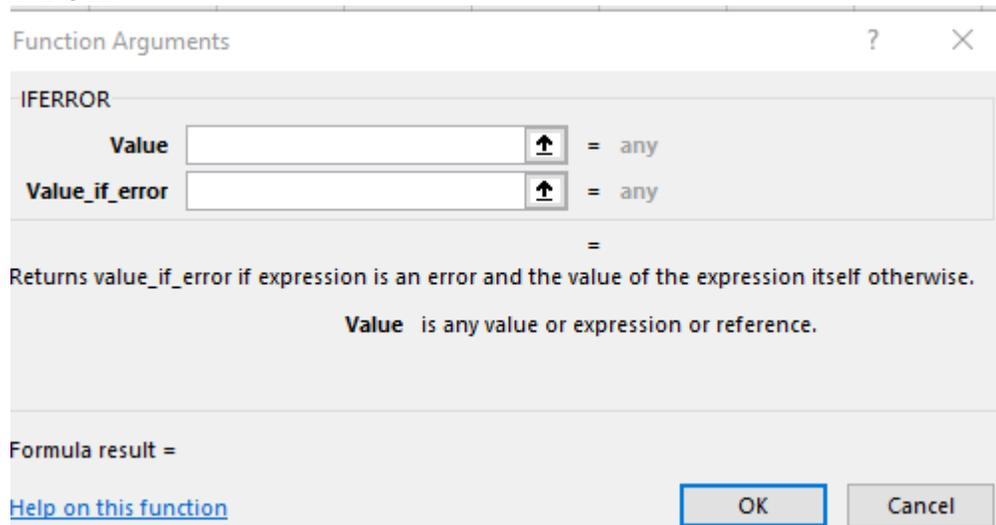 Function Arguments ? ×
IFERROR
Value = any
Value_if_error = any
=
Returns value_if_error if expression is an error and the value of the expression itself otherwise.
Value is any value or expression or reference.
Formula result =
Help on this function OK Cancel